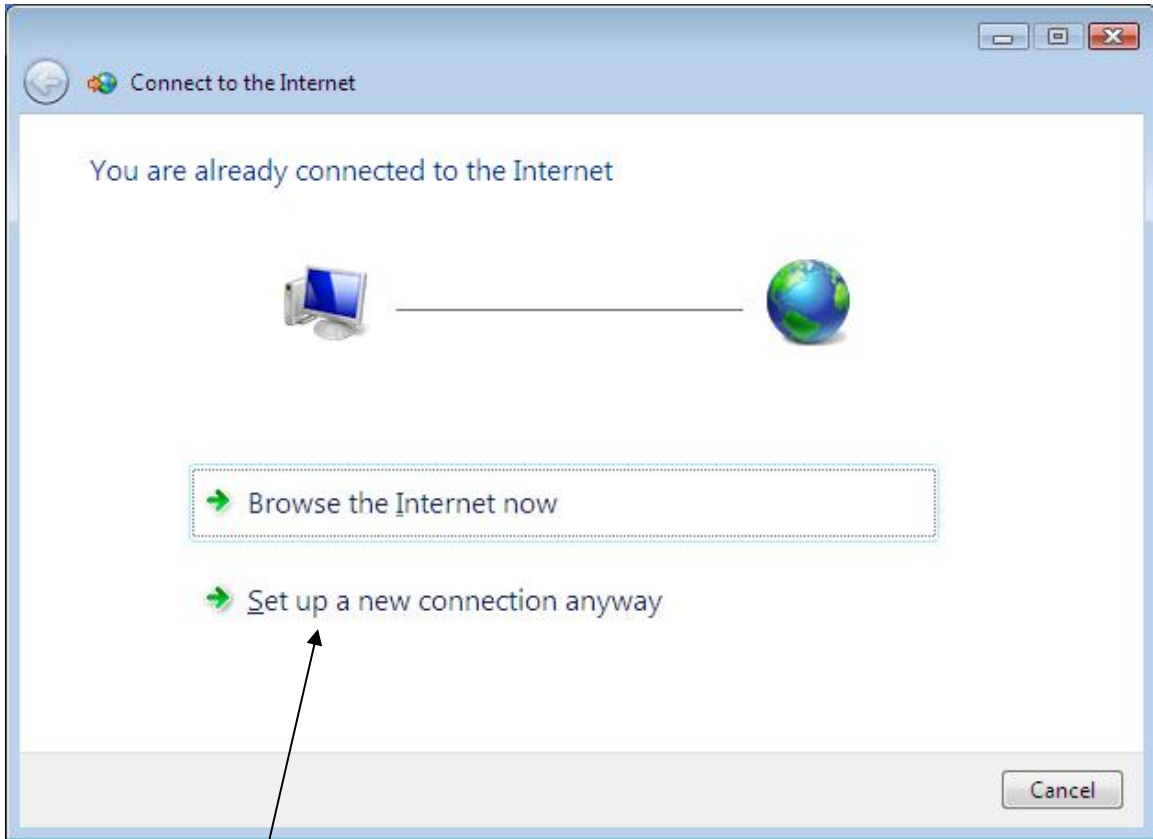 Connect to the Internet
You are already connected to the Internet
Browse the Internet now
Set up a new connection anyway
Cancel